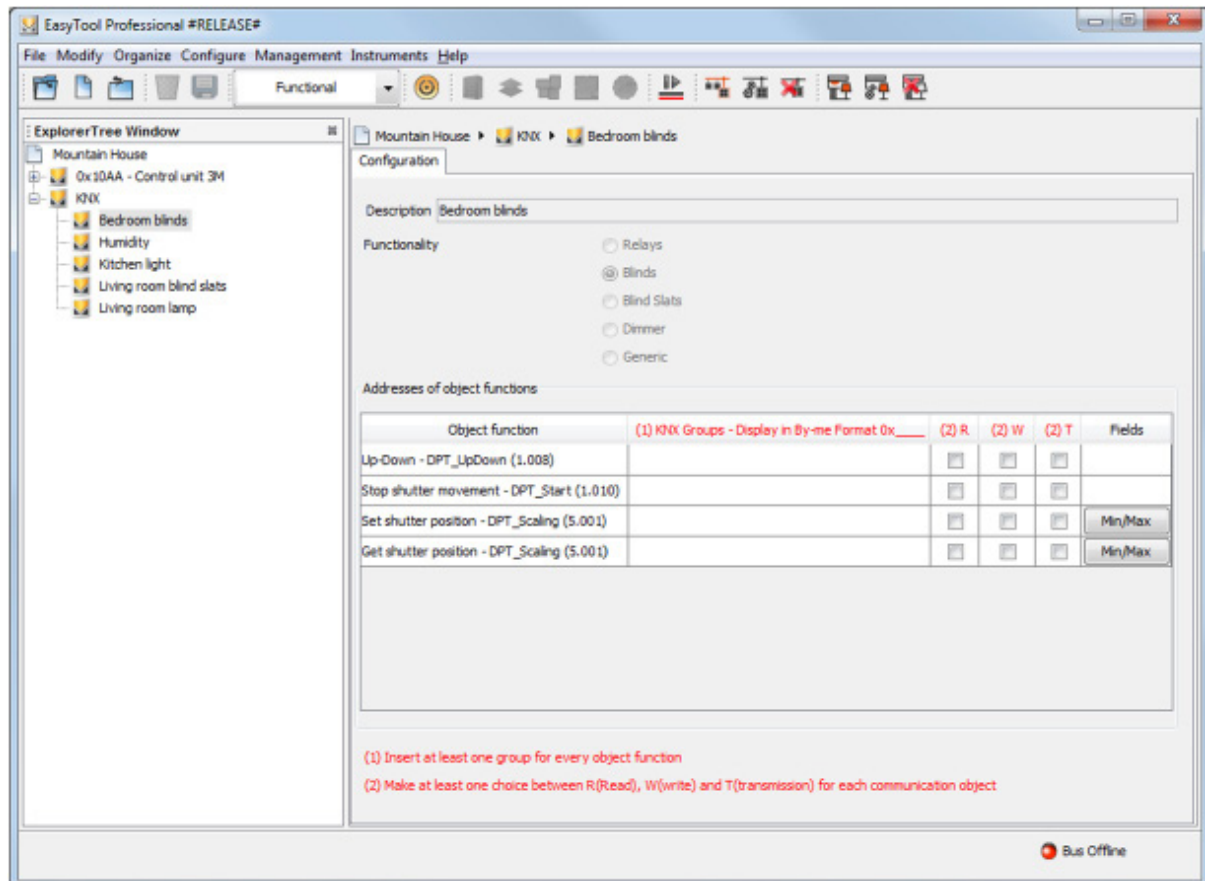 EasyTool Professional #RELEASE#
File Modify Organize Configure Management Instruments Help
Functional
ExplorerTree Window
Mountain House
0x10AA - Control unit 3M
KNX
Bedroom blinds
Humidity
Kitchen light
Living room blind slats
Living room lamp
Mountain House KNX Bedroom blinds
Configuration
Description Bedroom blinds
Functionality Relays
Blinds
Blind Slats
Dimmer
Generic
Addresses of object functions
Object function (1) KNX Groups - Display in By-me Format 0x____ (2) R (2) W (2) T Fields
Up-Down - DPT_UpDown (1.008)
Stop shutter movement - DPT_Start (1.010)
Set shutter position - DPT_Scaling (5.001) Min/Max
Get shutter position - DPT_Scaling (5.001) Min/Max
(1) Insert at least one group for every object function
(2) Make at least one choice between R(Read), W(write) and T(transmission) for each communication object
Bus Offline